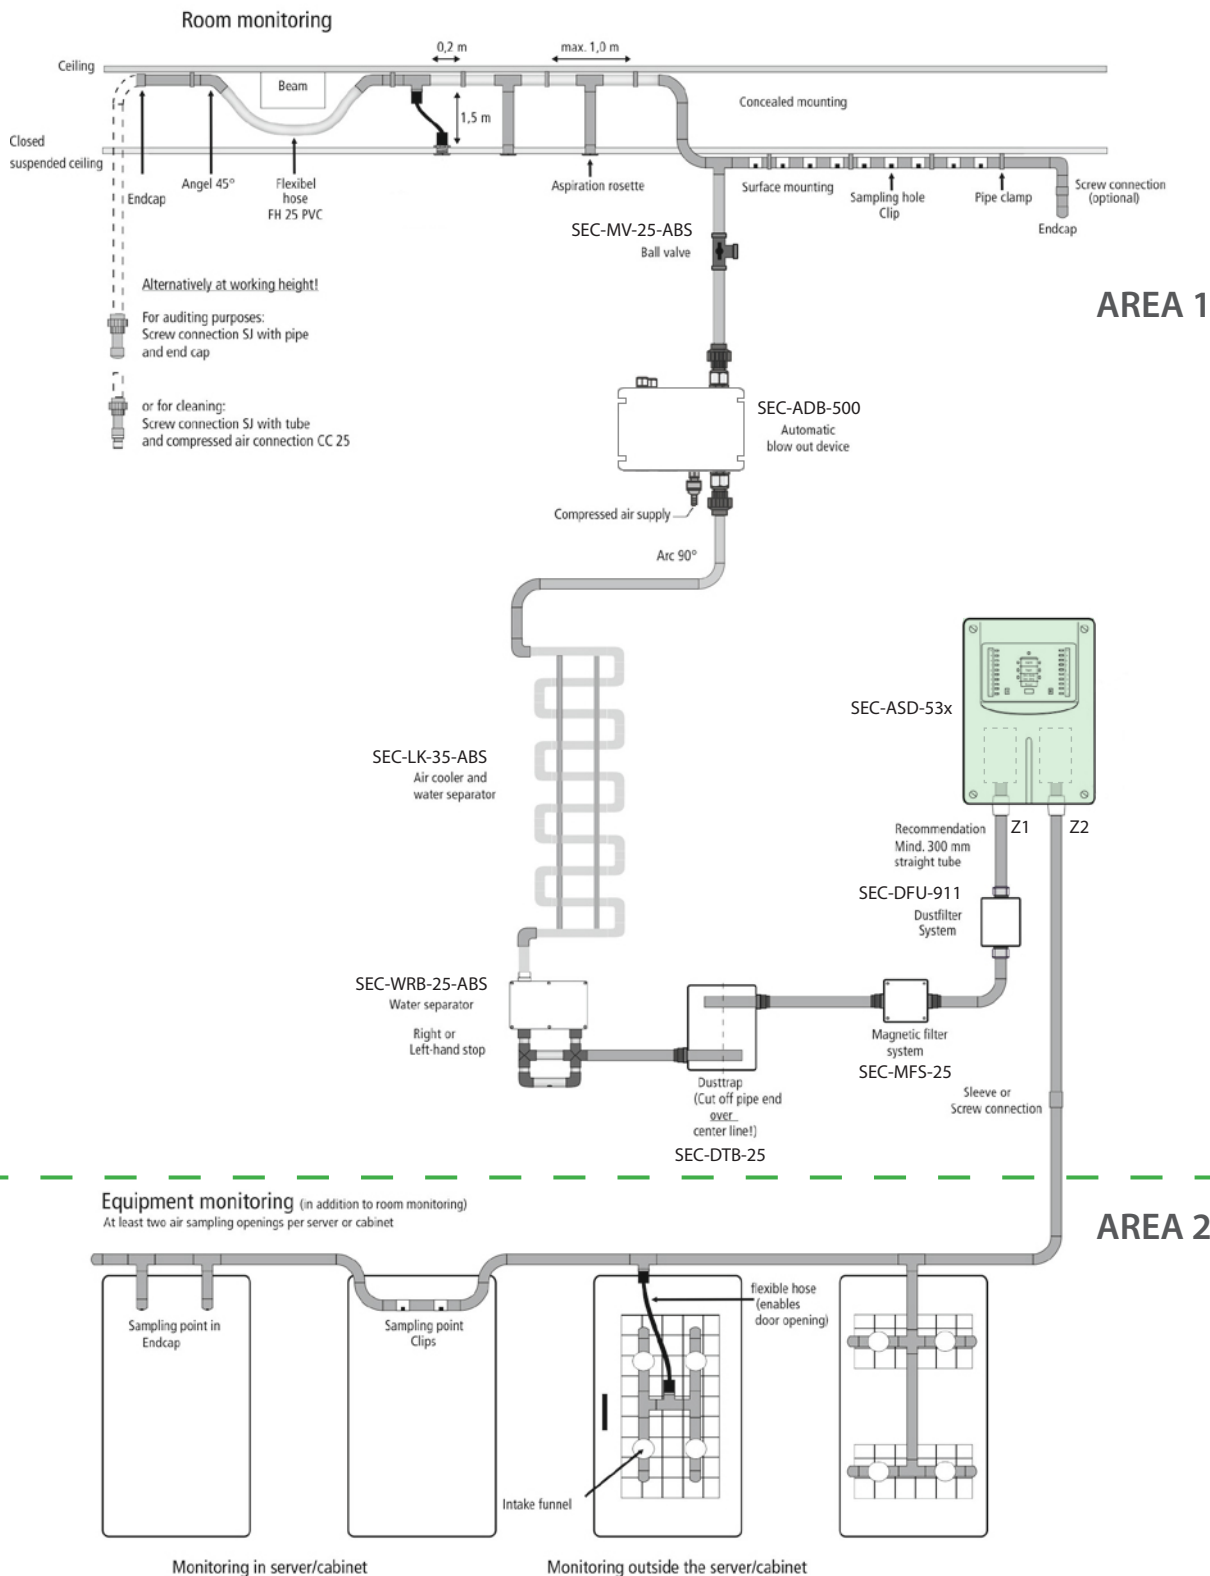 Room monitoring
0,2 m
max. 1,0 m
Ceiling
Beam
Concealed mounting
1,5 m
Closed
suspended ceiling
Endcap
Angel 45°
Flexibel
hose
FH 25 PVC
Aspiration rosette
Surface mounting
Sampling hole
Clip
Pipe clamp
Screw connection
(optional)
Endcap
SEC-MV-25-ABS
Ball valve
Alternatively at working height!
AREA 1
For auditing purposes:
Screw connection SJ with pipe
and end cap
or for cleaning:
Screw connection SJ with tube
and compressed air connection CC 25
SEC-ADB-500
Automatic
blow out device
Compressed air supply
Arc 90°
SEC-ASD-53x
SEC-LK-35-ABS
Air cooler and
water separator
Z1
Z2
Recommendation
Mind. 300 mm
straight tube
SEC-DFU-911
Dustfilter
System
SEC-WRB-25-ABS
Water separator
Right or
Left-hand stop
Magnetic filter
system
SEC-MFS-25
Dusttrap
(Cut off pipe end
over
center line!)
SEC-DTB-25
Sleeve or
Screw connection
Equipment monitoring (in addition to room monitoring)
At least two air sampling openings per server or cabinet
AREA 2
Sampling point in
Endcap
Sampling point
Clips
flexible hose
(enables
door opening)
Intake funnel
Monitoring in server/cabinet
Monitoring outside the server/cabinet